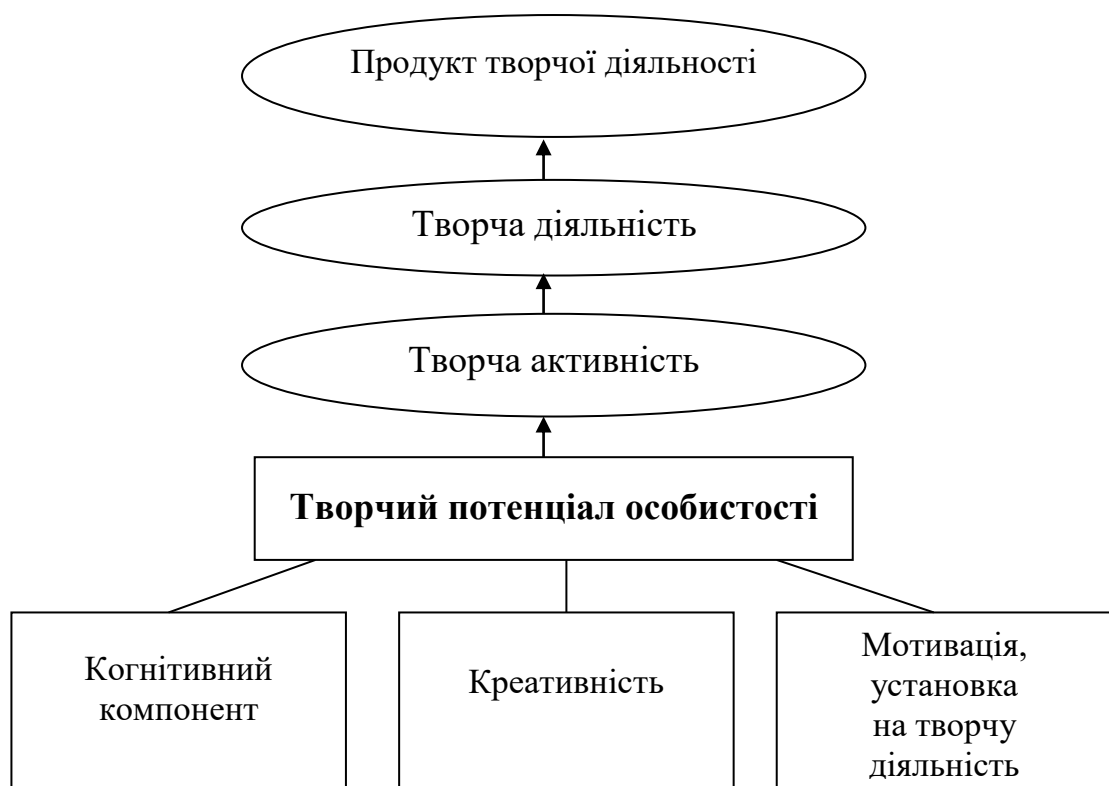 Продукт творчої діяльності
Творча діяльність
Творча активність
Творчий потенціал особистості
Когнітивний
компонент
Креативність
Мотивація,
установка
на творчу
діяльність